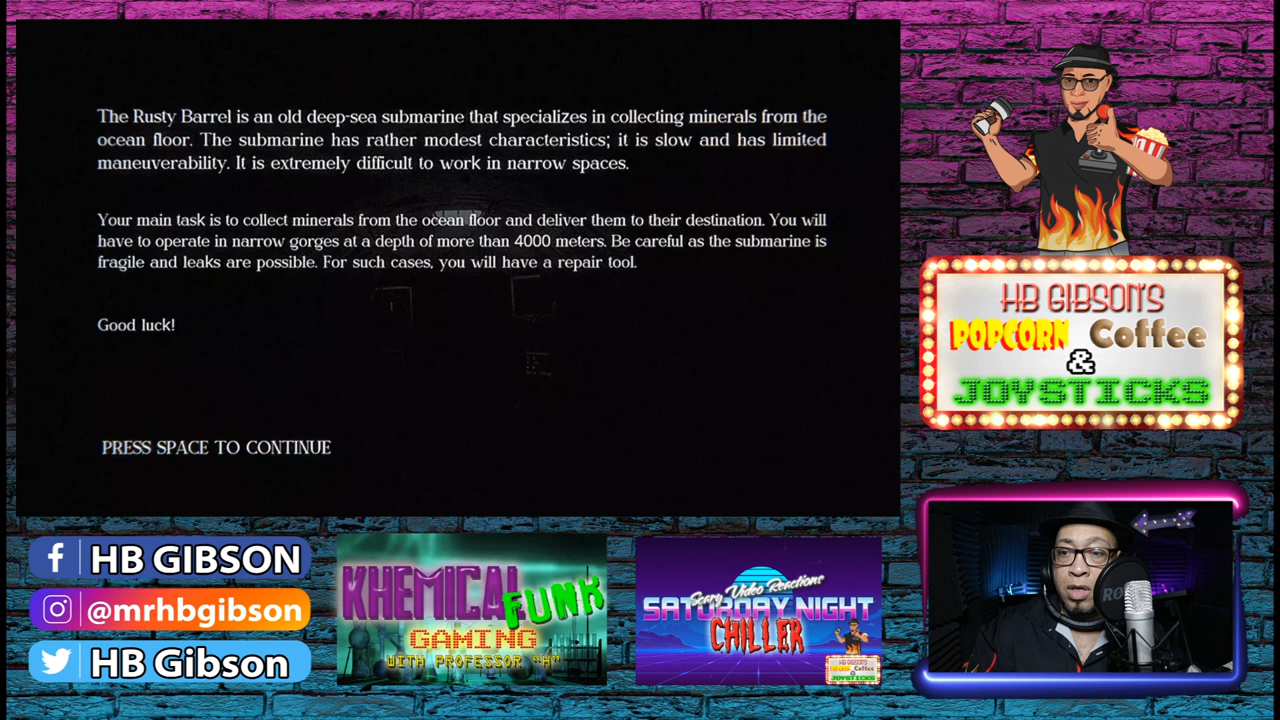 The Rusty Barrel is an old deep-sea submarine that specializes in collecting minerals from the
ocean floor. The submarine has rather modest characteristics; it is slow and has limited
maneuverability. It is extremely difficult to work in narrow spaces.
Your main task is to collect minerals from the ocean floor and deliver them to their destination. You will
have to operate in narrow gorges at a depth of more than 4000 meters. Be careful as the submarine is
fragile and leaks are possible. For such cases, you will have a repair tool.
Good luck!
PRESS SPACE TO CONTINUE
HB GIBSON'S
POPCORN Coffee
&
JOYSTICKS
f HB GIBSON
@mrhbgibson
HB Gibson
KHEMICAL
FUNK
GAMING
WITH PROFESSOR "H"
Scary Video Reactions
SATURDAY NIGHT
CHILLER
HB GIBSON'S
POPCORN Coffee
&
JOYSTICKS